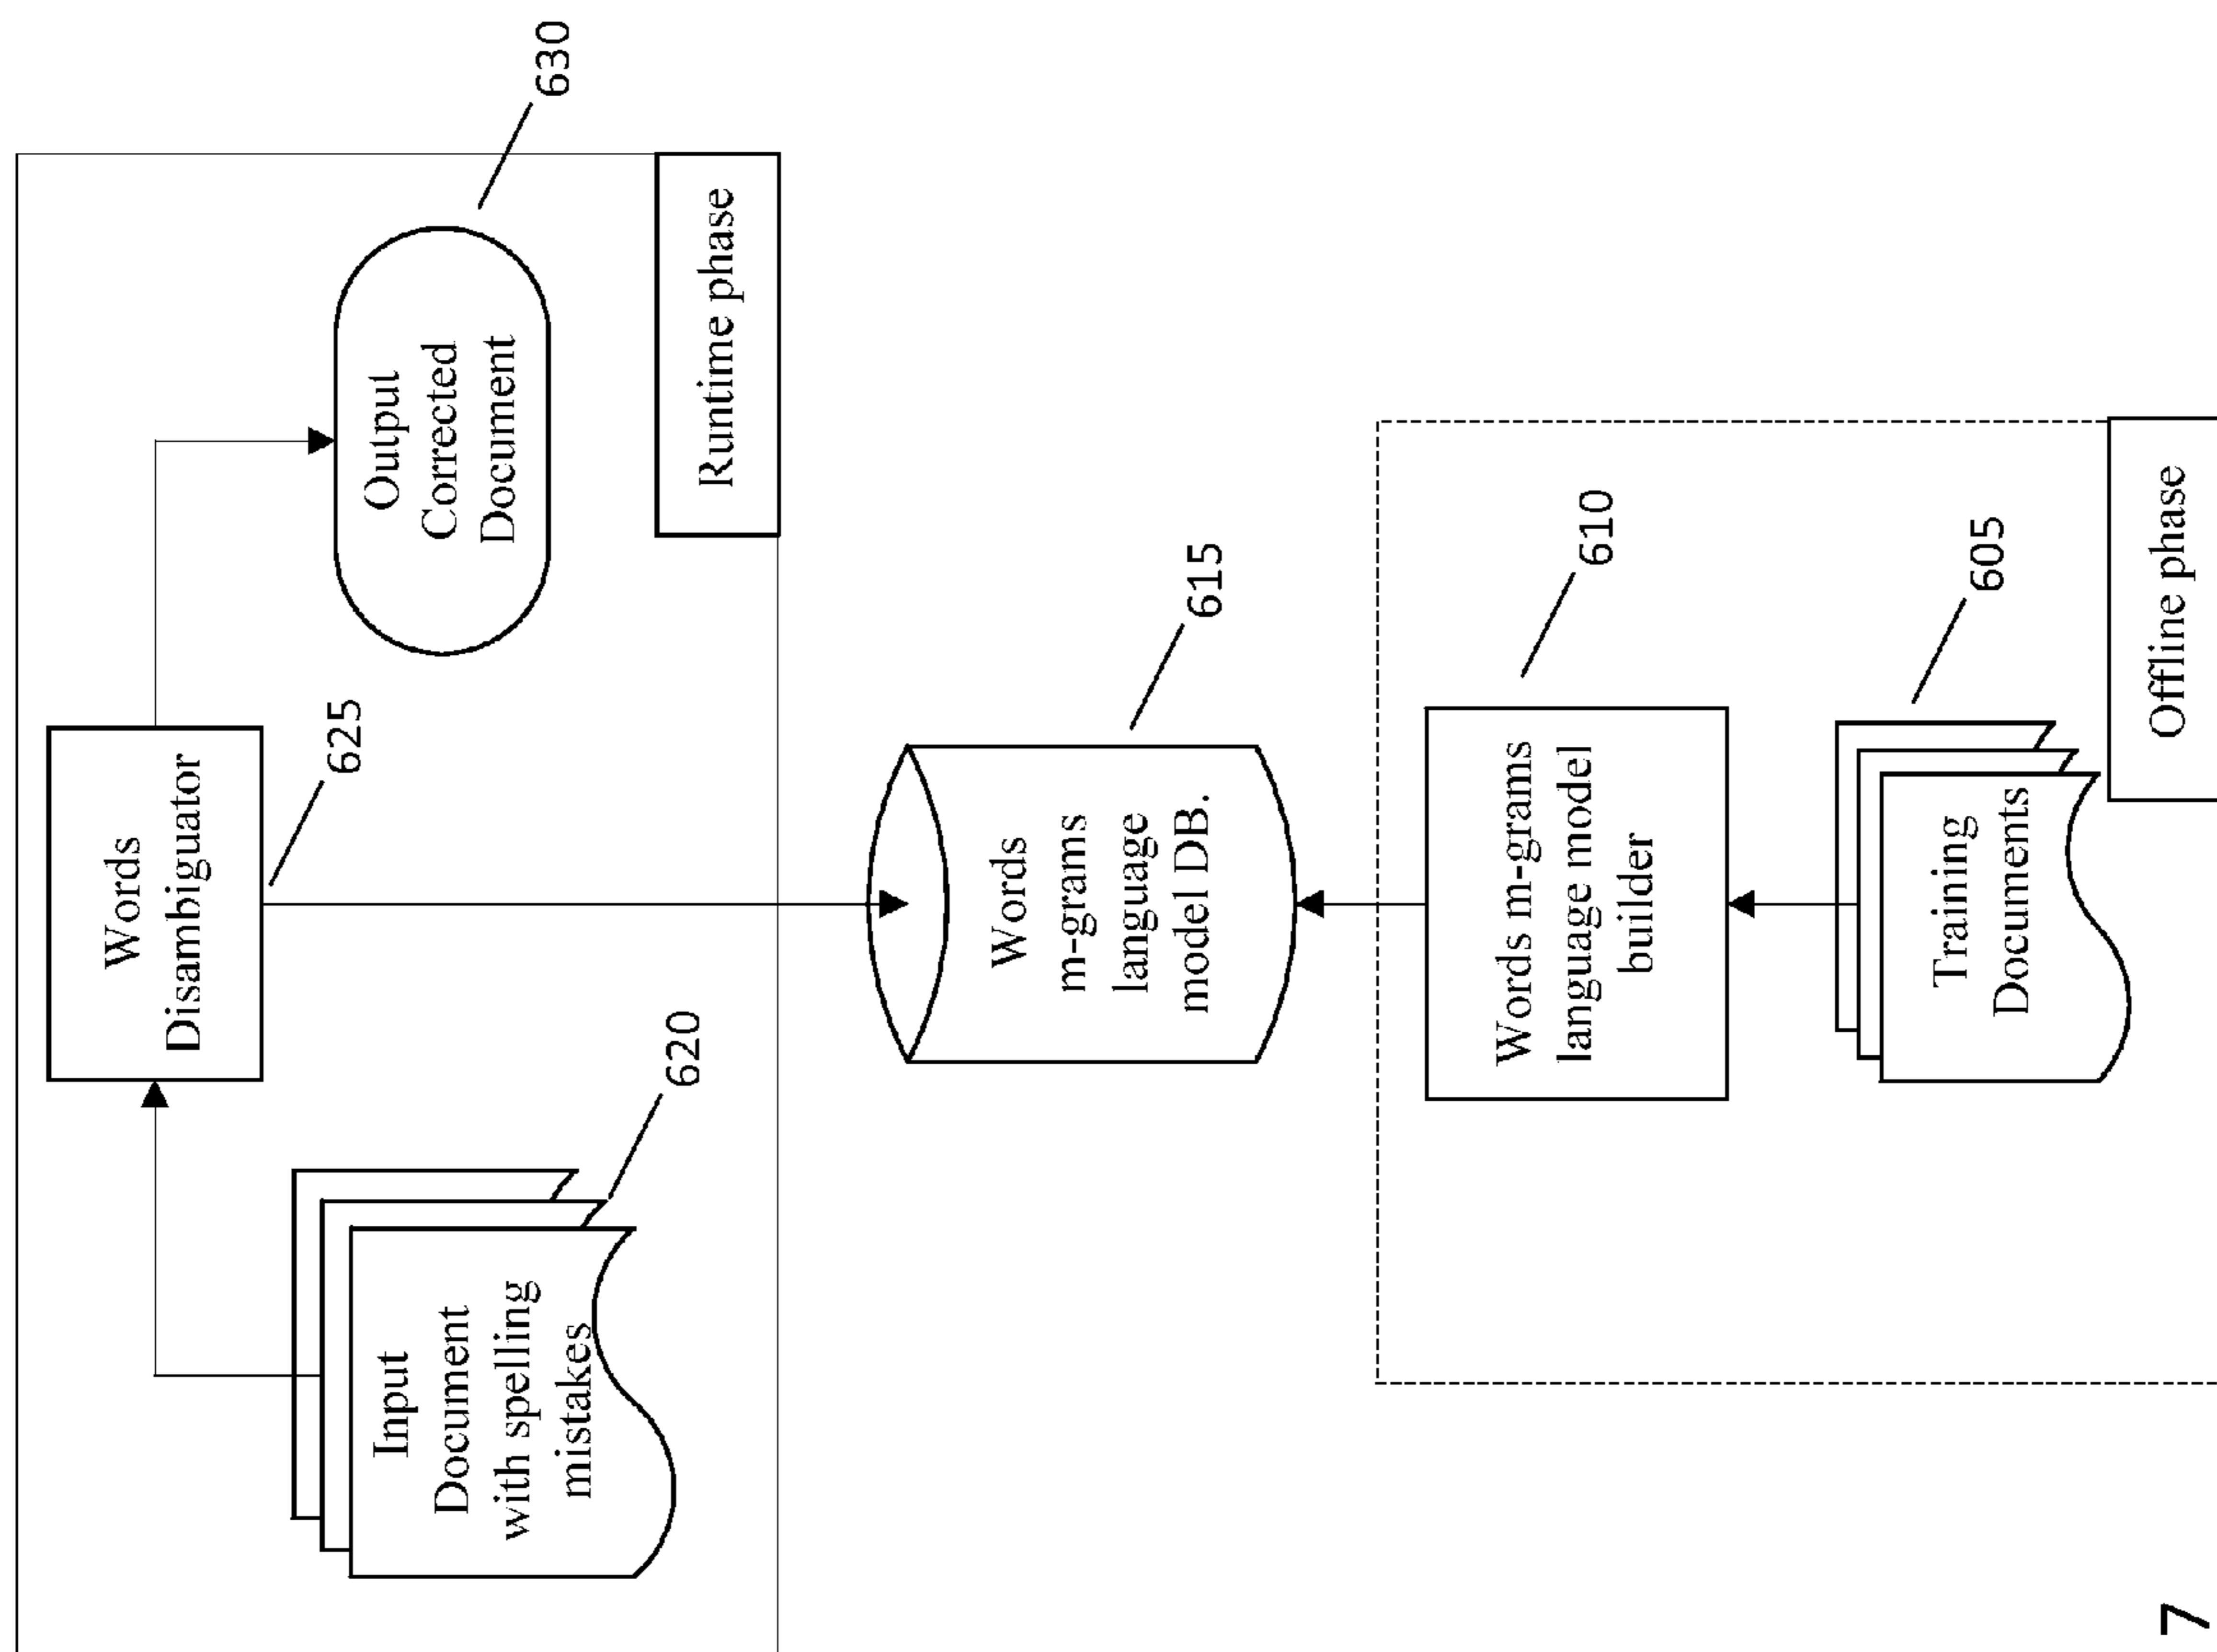 Input
Document
with spelling
mistakes
620
Words
Disambiguator
625
Output
Corrected
Document
630
Runtime phase
Words
m-grams
language
model DB.
615
Words m-grams
language model
builder
610
Training
Documents
605
Offline phase
7